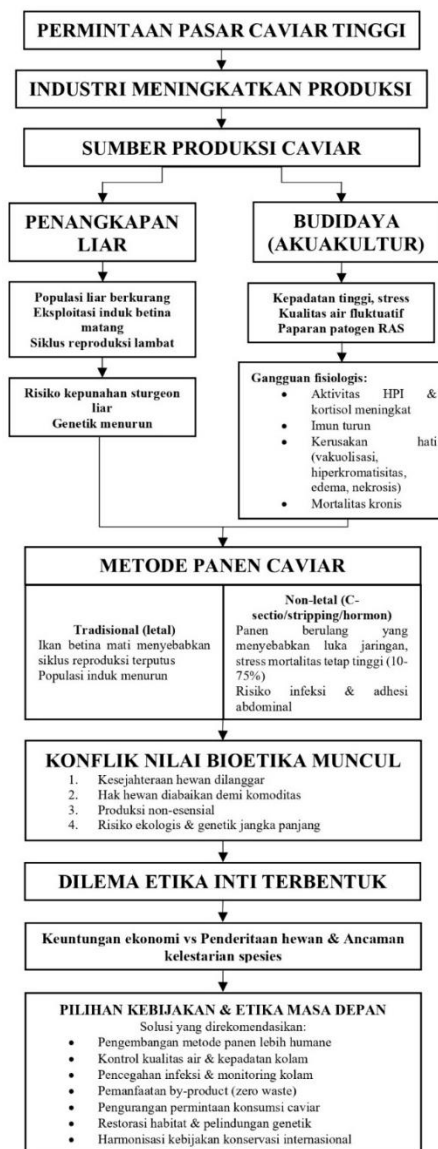 PERMINTAAN PASAR CAVIAR TINGGI
INDUSTRI MENINGKATKAN PRODUKSI
SUMBER PRODUKSI CAVIAR
PENANGKAPAN
LIAR
Populasi liar berkurang
Eksploitasi induk betina
matang
Siklus reproduksi lambat
Risiko kepunahan sturgeon
liar
Genetik menurun
BUDIDAYA
(AKUAKULTUR)
Kepadatan tinggi, stress
Kualitas air fluktuatif
Paparan patogen RAS
Gangguan fisiologis:
• Aktivitas HPI &
kortisol meningkat
• Imun turun
• Kerusakan hati
(vakuolisasi,
hiperkromatisitas,
edema, nekrosis)
• Mortalitas kronis
METODE PANEN CAVIAR
Tradisional (letal)
Ikan betina mati menyebabkan
siklus reproduksi terputus
Populasi induk menurun
Non-letal (C-
sectio/stripping/hormon)
Panen berulang yang
menyebabkan luka jaringan,
stress mortalitas tetap tinggi (10-
75%)
Risiko infeksi & adhesi
abdominal
KONFLIK NILAI BIOETIKA MUNCUL
1. Kesejahteraan hewan dilanggar
2. Hak hewan diabaikan demi komoditas
3. Produksi non-esensial
4. Risiko ekologis & genetik jangka panjang
DILEMA ETIKA INTI TERBENTUK
Keuntungan ekonomi vs Penderitaan hewan & Ancaman
kelestarian spesies
PILIHAN KEBIJAKAN & ETIKA MASA DEPAN
Solusi yang direkomendasikan:
• Pengembangan metode panen lebih humane
• Kontrol kualitas air & kepadatan kolam
• Pencegahan infeksi & monitoring kolam
• Pemanfaatan by-product (zero waste)
• Pengurangan permintaan konsumsi caviar
• Restorasi habitat & pelindungan genetik
• Harmonisasi kebijakan konservasi internasional